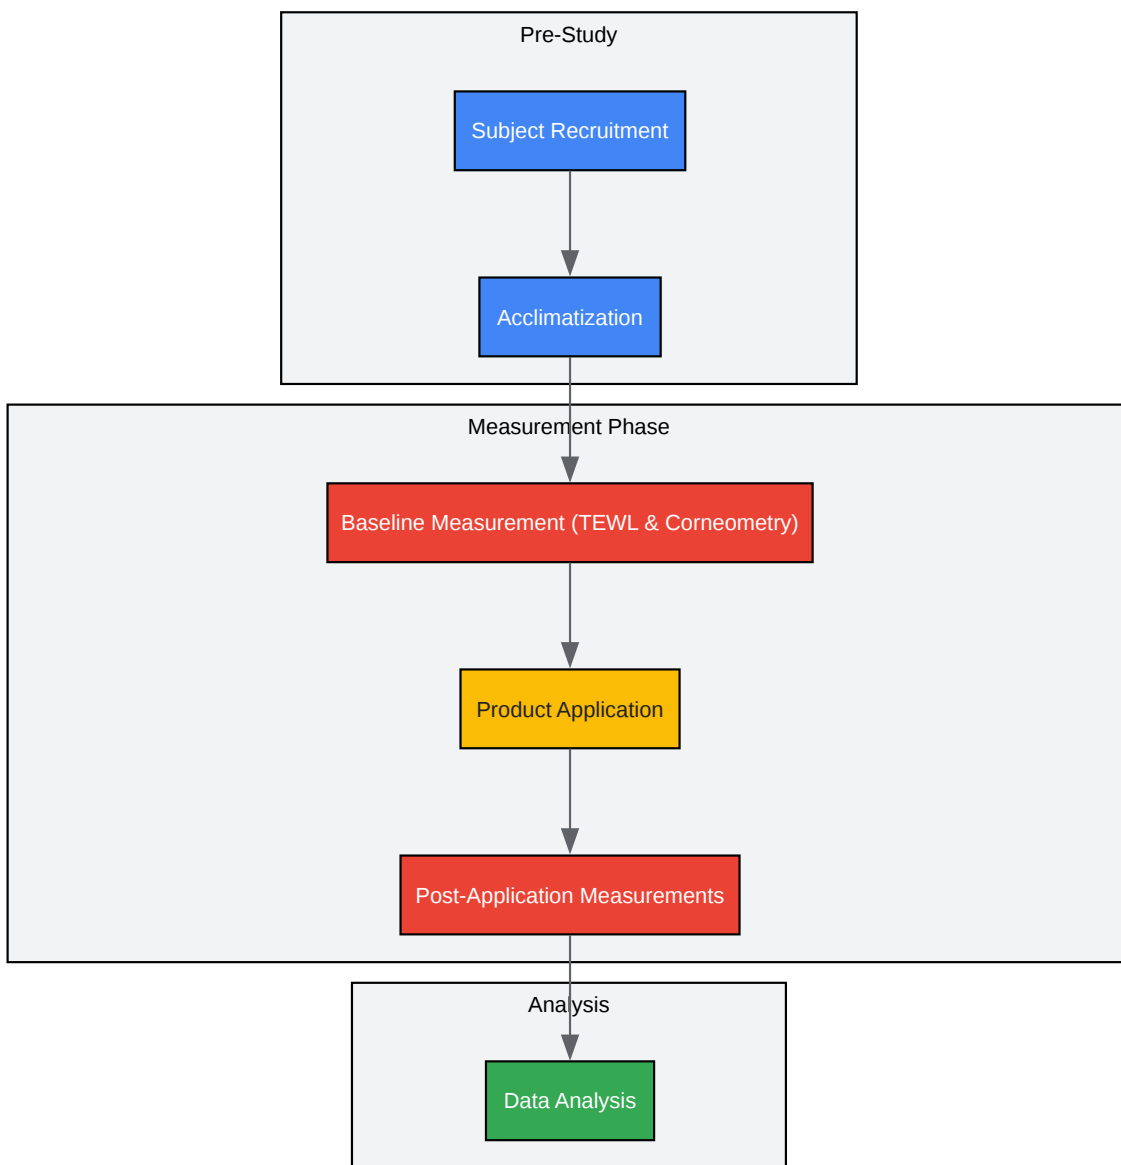 Pre-Study
Subject Recruitment
Acclimatization
Measurement Phase
Baseline Measurement (TEWL & Corneometry)
Product Application
Post-Application Measurements
Analysis
Data Analysis